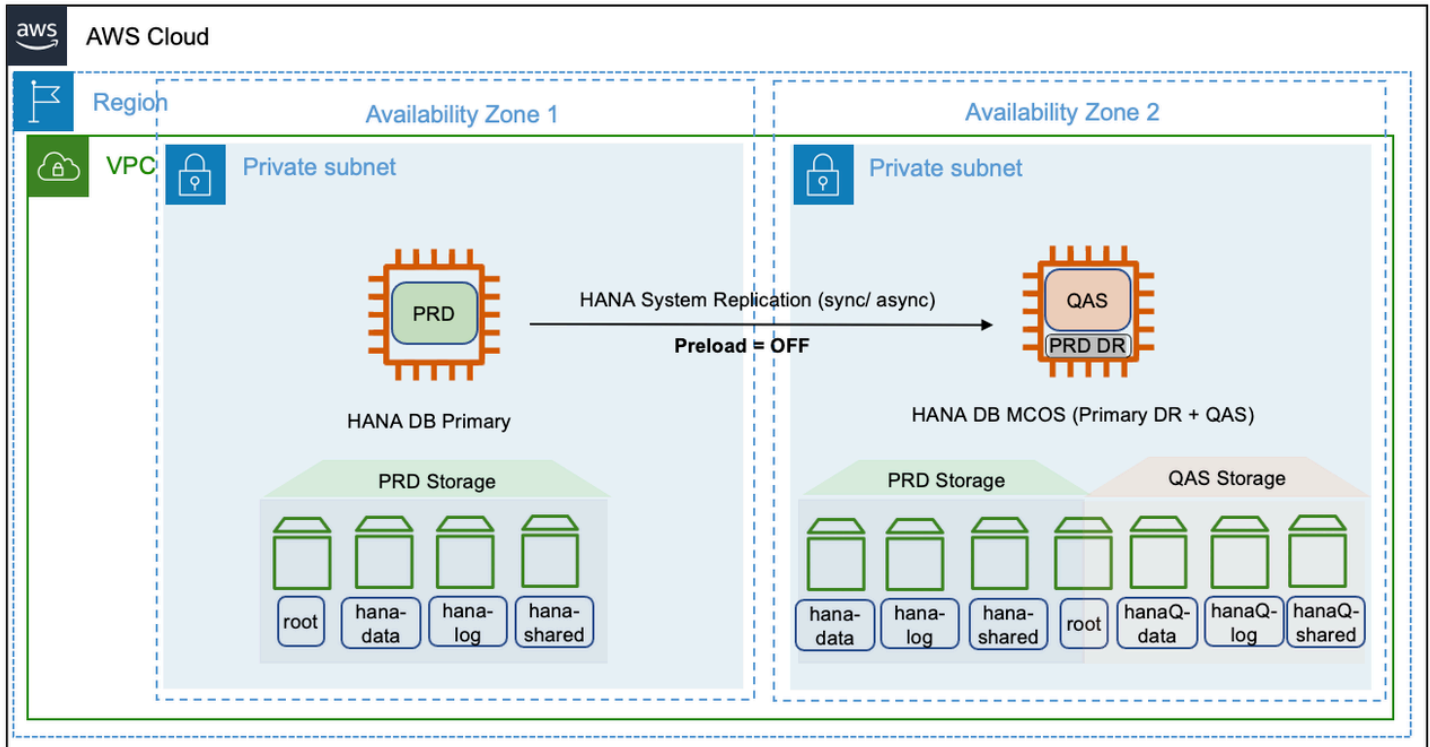 aws
AWS Cloud
Region
Availability Zone 1
Availability Zone 2
VPC
Private subnet
Private subnet
PRD
HANA System Replication (sync/ async)
Preload = OFF
QAS
PRD DR
HANA DB Primary
HANA DB MCOS (Primary DR + QAS)
PRD Storage
PRD Storage
QAS Storage
root
hana-
data
hana-
log
hana-
shared
hana-
data
hana-
log
hana-
shared
root
hanaQ-
data
hanaQ-
log
hanaQ-
shared